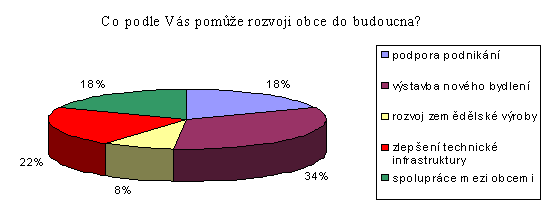 Co podle Vás pomůže rozvoji obce do budoucna?
18%
18%
22%
8%
34%
podpora podnikání
výstavba nového bydlení
rozvoj zemědělské výroby
zlepšení technické
infrastruktury
spolupráce mezi obcemi